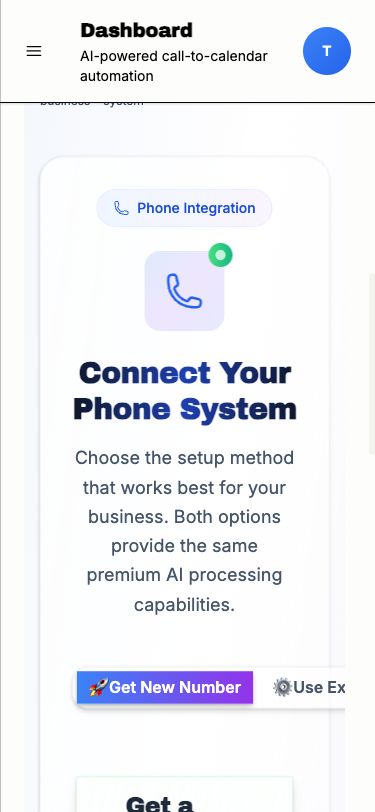 Dashboard
AI-powered call-to-calendar
automation
T
business system
Phone Integration
Connect Your
Phone System
Choose the setup method
that works best for your
business. Both options
provide the same
premium AI processing
capabilities.
🚀Get New Number ⚙️Use Ex
Get a